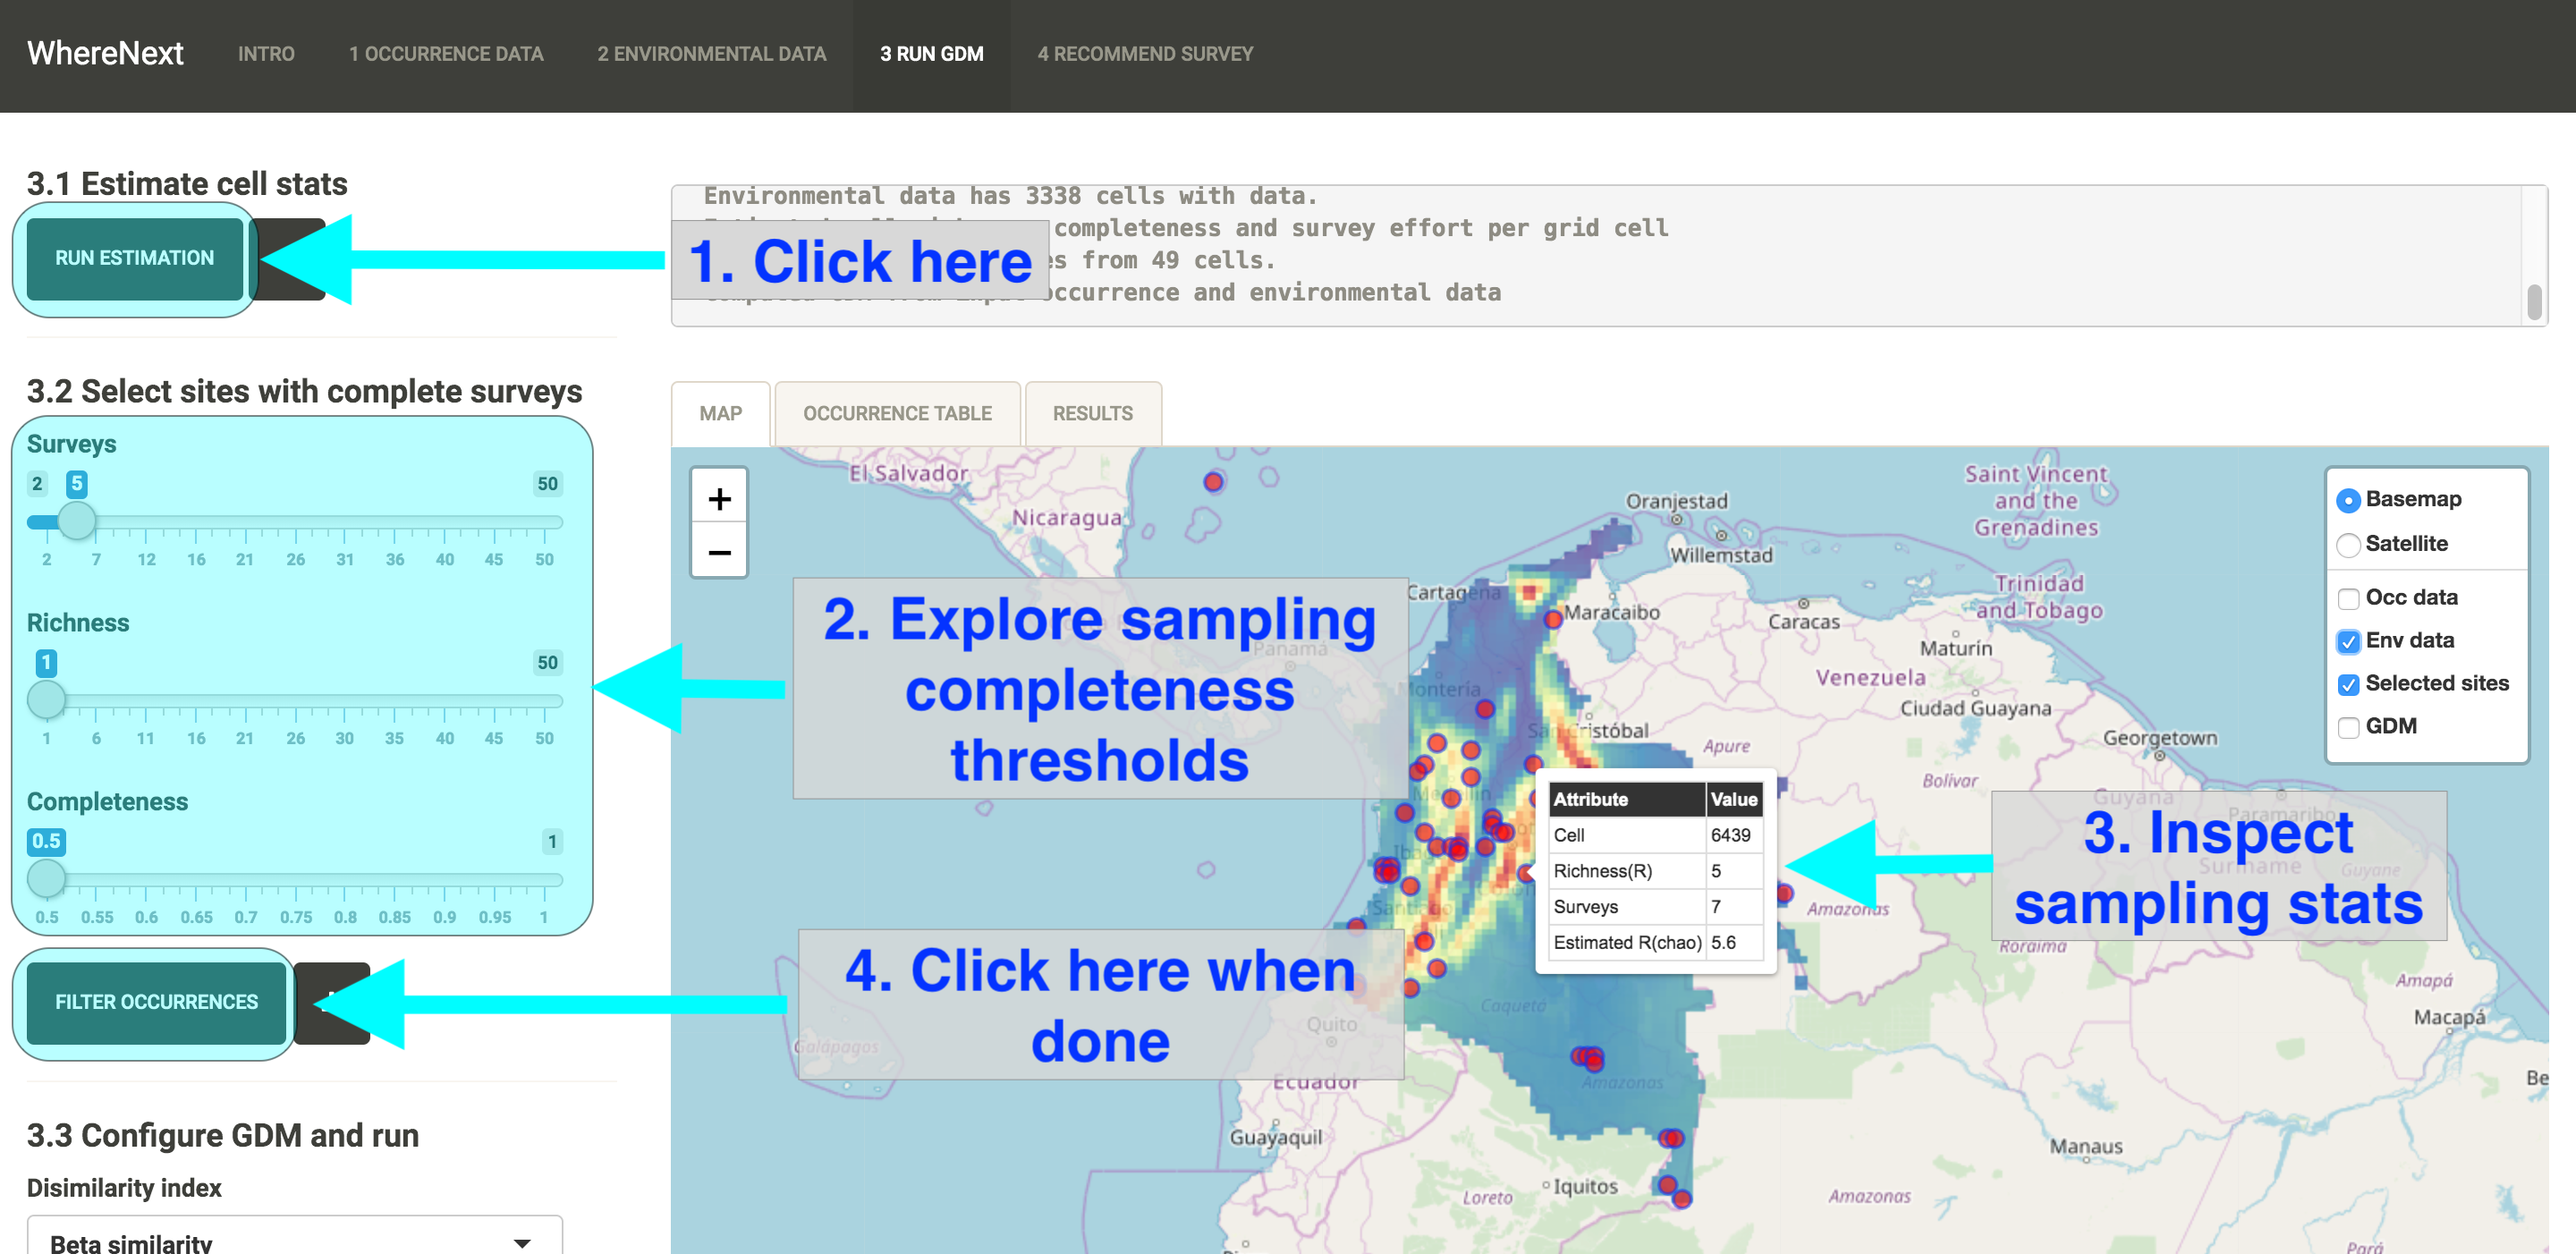 WhereNext
INTRO
1 OCCURRENCE DATA
2 ENVIRONMENTAL DATA
3 RUN GDM
4 RECOMMEND SURVEY
3.1 Estimate cell stats
RUN ESTIMATION
1. Click here
Environmental data has 3338 cells with data.
completeness and survey effort per grid cell
from 49 cells.
occurrence and environmental data
3.2 Select sites with complete surveys
Surveys
2 5 50
2 7 12 16 21 26 31 36 40 45 50
Richness
1 50
1 6 11 16 21 26 30 35 40 45 50
Completeness
0.5 1
0.5 0.55 0.6 0.65 0.7 0.75 0.8 0.85 0.9 0.95 1
FILTER OCCURRENCES
3.3 Configure GDM and run
Disimilarity index
Beta similarity
MAP
OCCURRENCE TABLE
RESULTS
+
−
El Salvador
Nicaragua
Oranjestad
Willemstad
Saint Vincent
and the
Grenadines
Trinidad
and Tobago
Cartagena
Maracaibo
Caracas
Maturín
Panamá
Montería
Venezuela
Ciudad Guayana
San Cristóbal
Apure
Georgetown
Bolívar
Guyana
Paramaribo
Suriname
Guyane
Santiago
Amazonas
Roraima
Amapá
Macapá
Caquetá
Quito
Galápagos
Amazonas
Ecuador
Guayaquil
Manaus
Iquitos
Loreto
Amazonas
Pará
2. Explore sampling
completeness
thresholds
3. Inspect
sampling stats
4. Click here when
done
Attribute Value
Cell 6439
Richness(R) 5
Surveys 7
Estimated R(chao) 5.6
Basemap
Satellite
Occ data
Env data
Selected sites
GDM